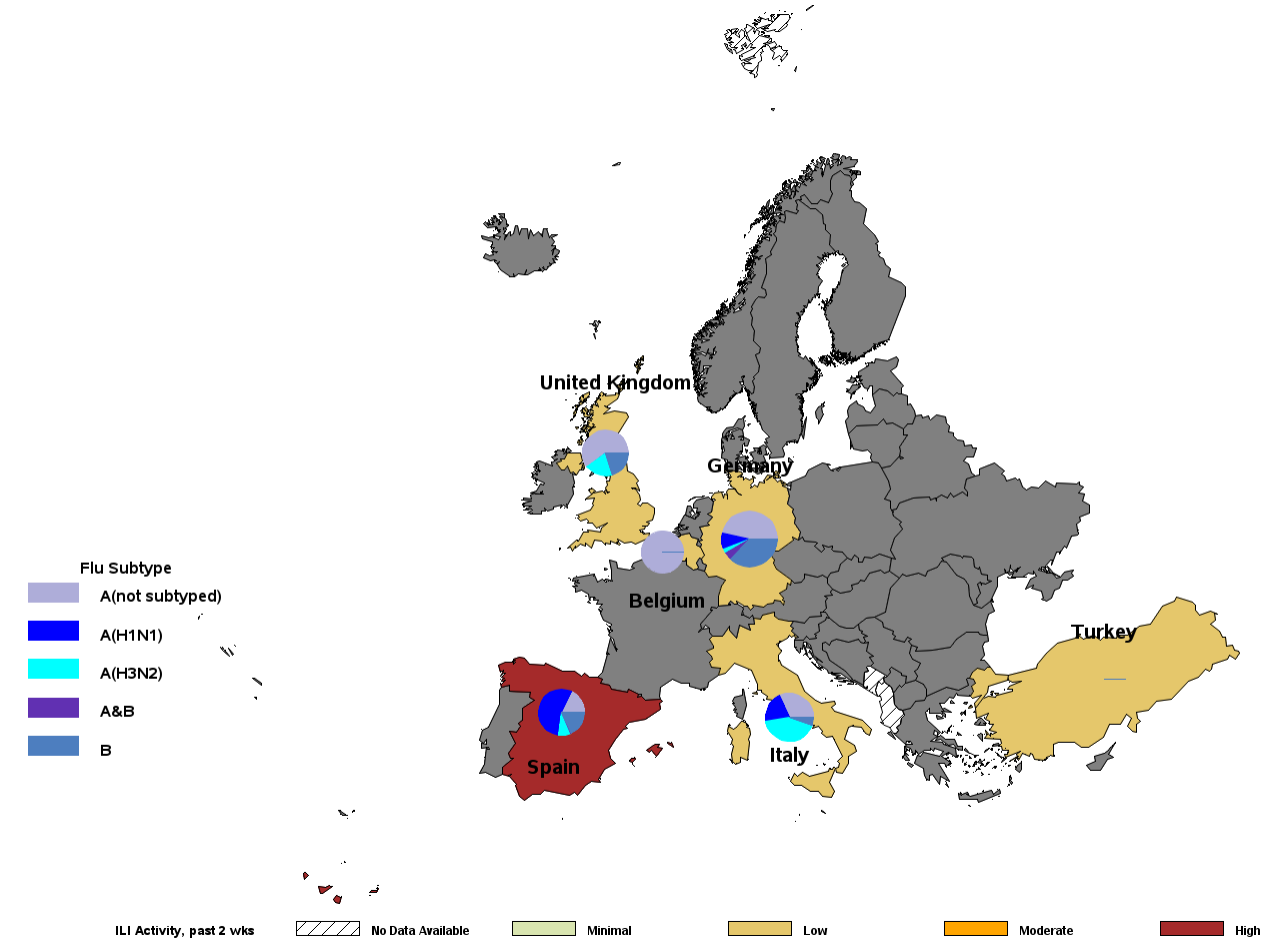 United Kingdom
Germany
Flu Subtype
A(not subtyped)
Belgium
A(H1N1)
Turkey
A(H3N2)
A&B
B
Italy
Spain
ILI Activity, past 2 wks No Data Available Minimal Low Moderate High